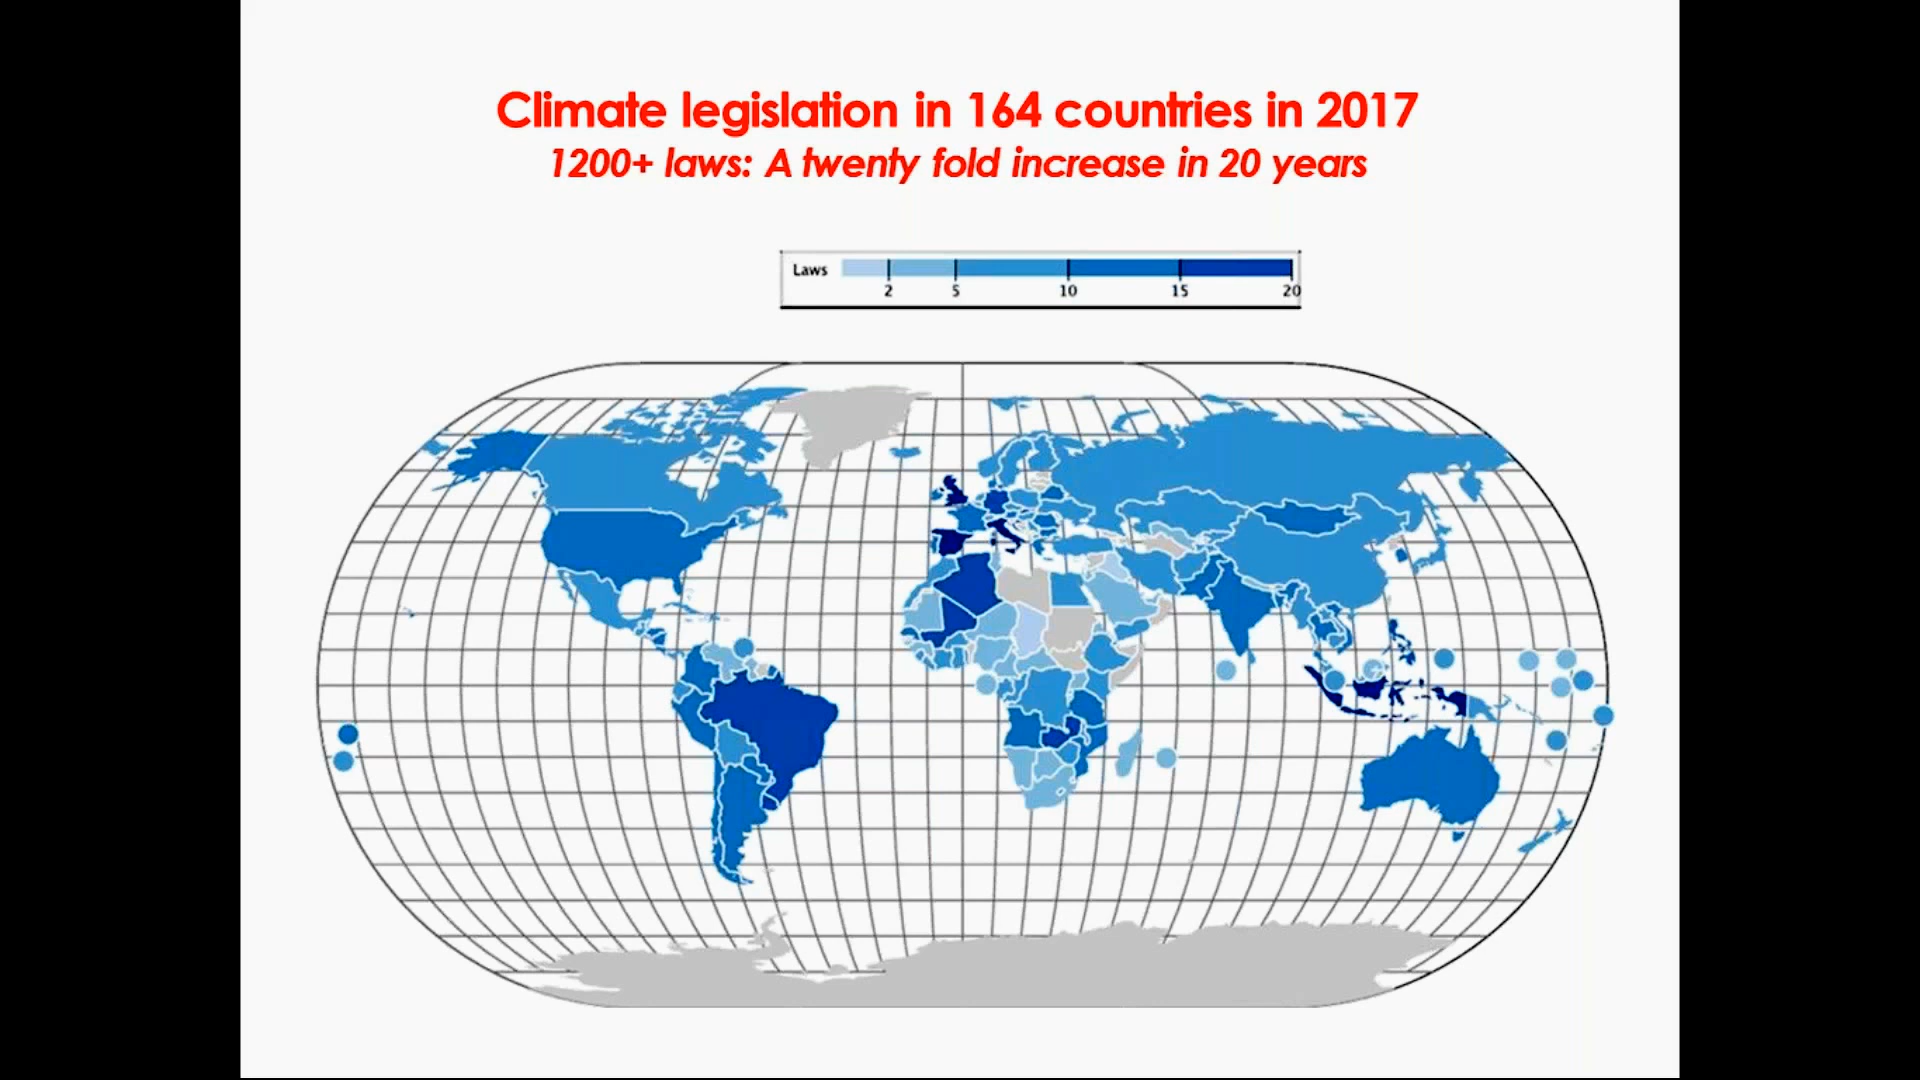 Climate legislation in 164 countries in 2017
1200+ laws: A twenty fold increase in 20 years
Laws
2 5 10 15 20